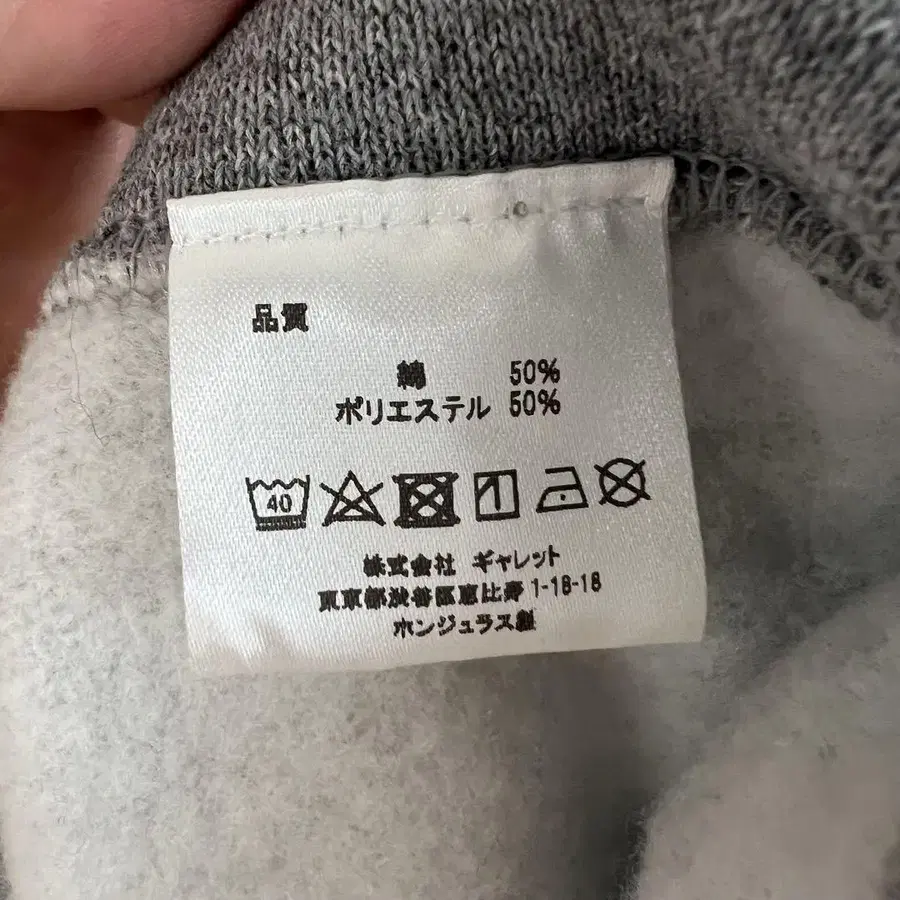 品質
綿 50%
ポリエステル 50%
40
株式会社 ギャレット
東京都渋谷区恵比寿1-18-18
ホンジュラス製